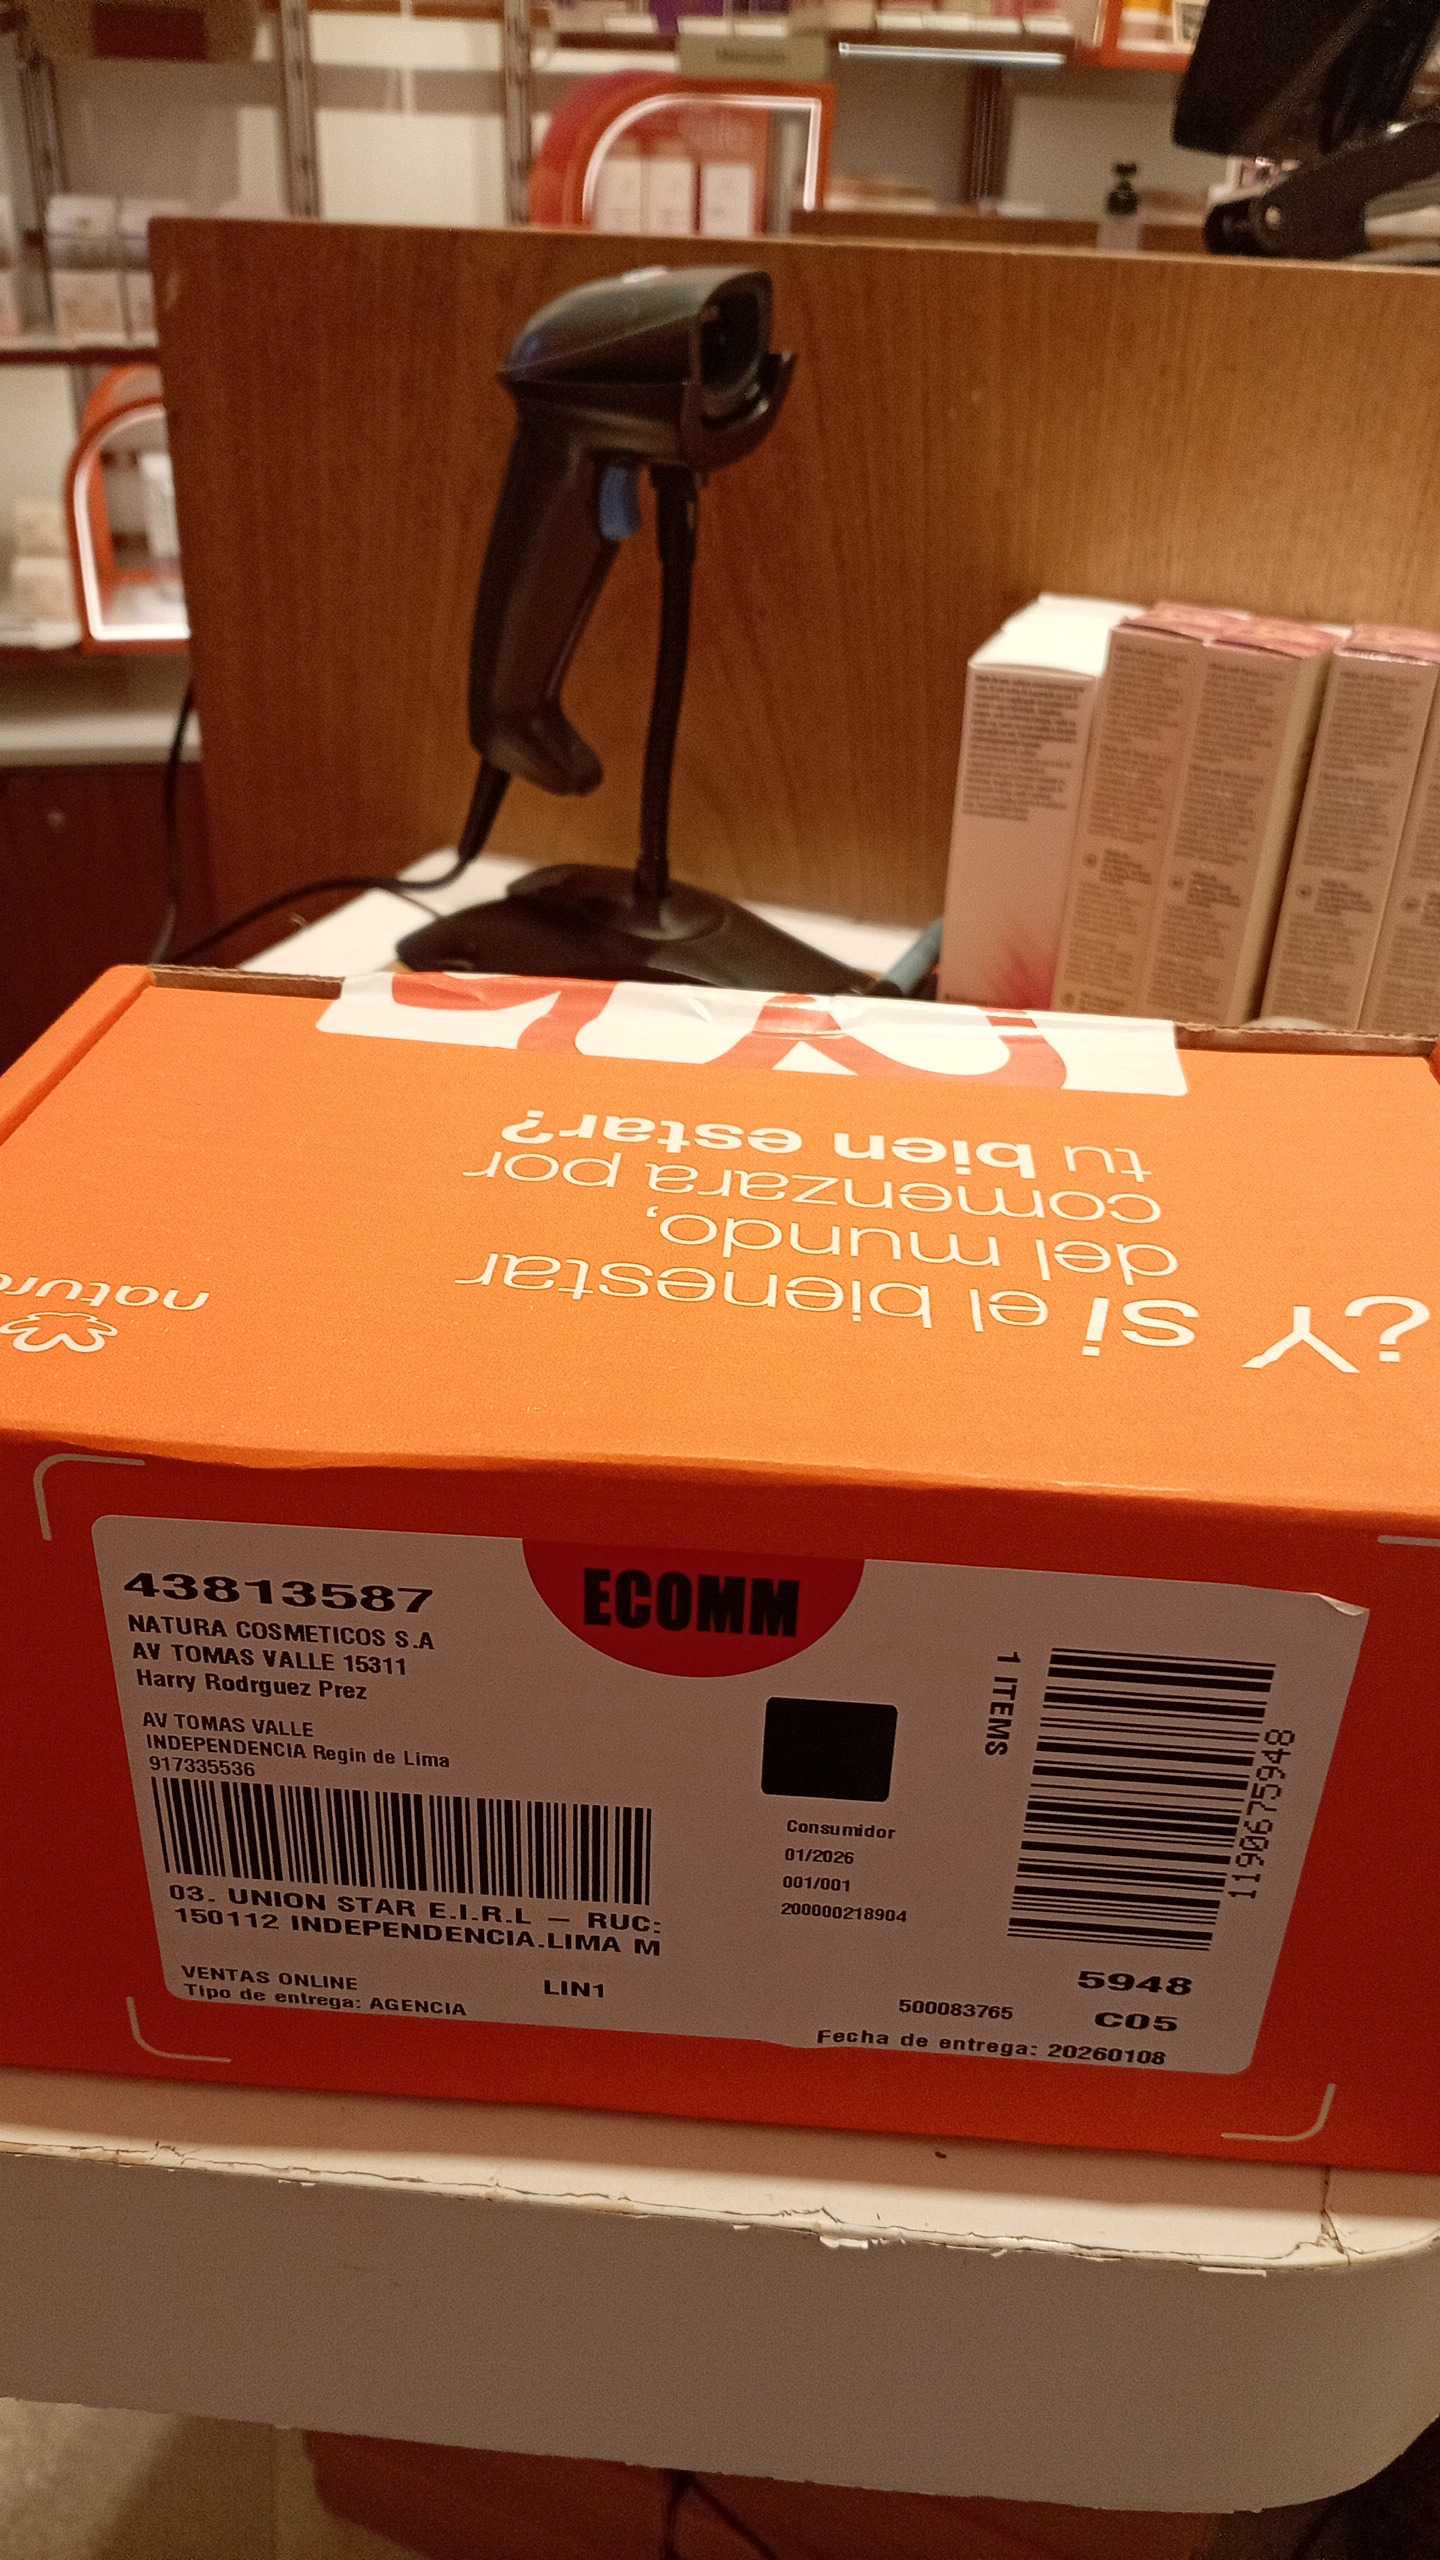 ¿Y si el bienestar
del mundo,
comenzara por
tu bien estar?
natura
ECOMM
43813587
NATURA COSMETICOS S.A
AV TOMAS VALLE 15311
Harry Rodrguez Prez
AV TOMAS VALLE
INDEPENDENCIA Regin de Lima
917335536
03. UNION STAR E.I.R.L – RUC:
150112 INDEPENDENCIA.LIMA M
VENTAS ONLINE
LIN1
Tipo de entrega: AGENCIA
Consumidor
01/2026
001/001
200000218904
1 ITEMS
1190675948
5948
500083765
C05
Fecha de entrega: 20260108